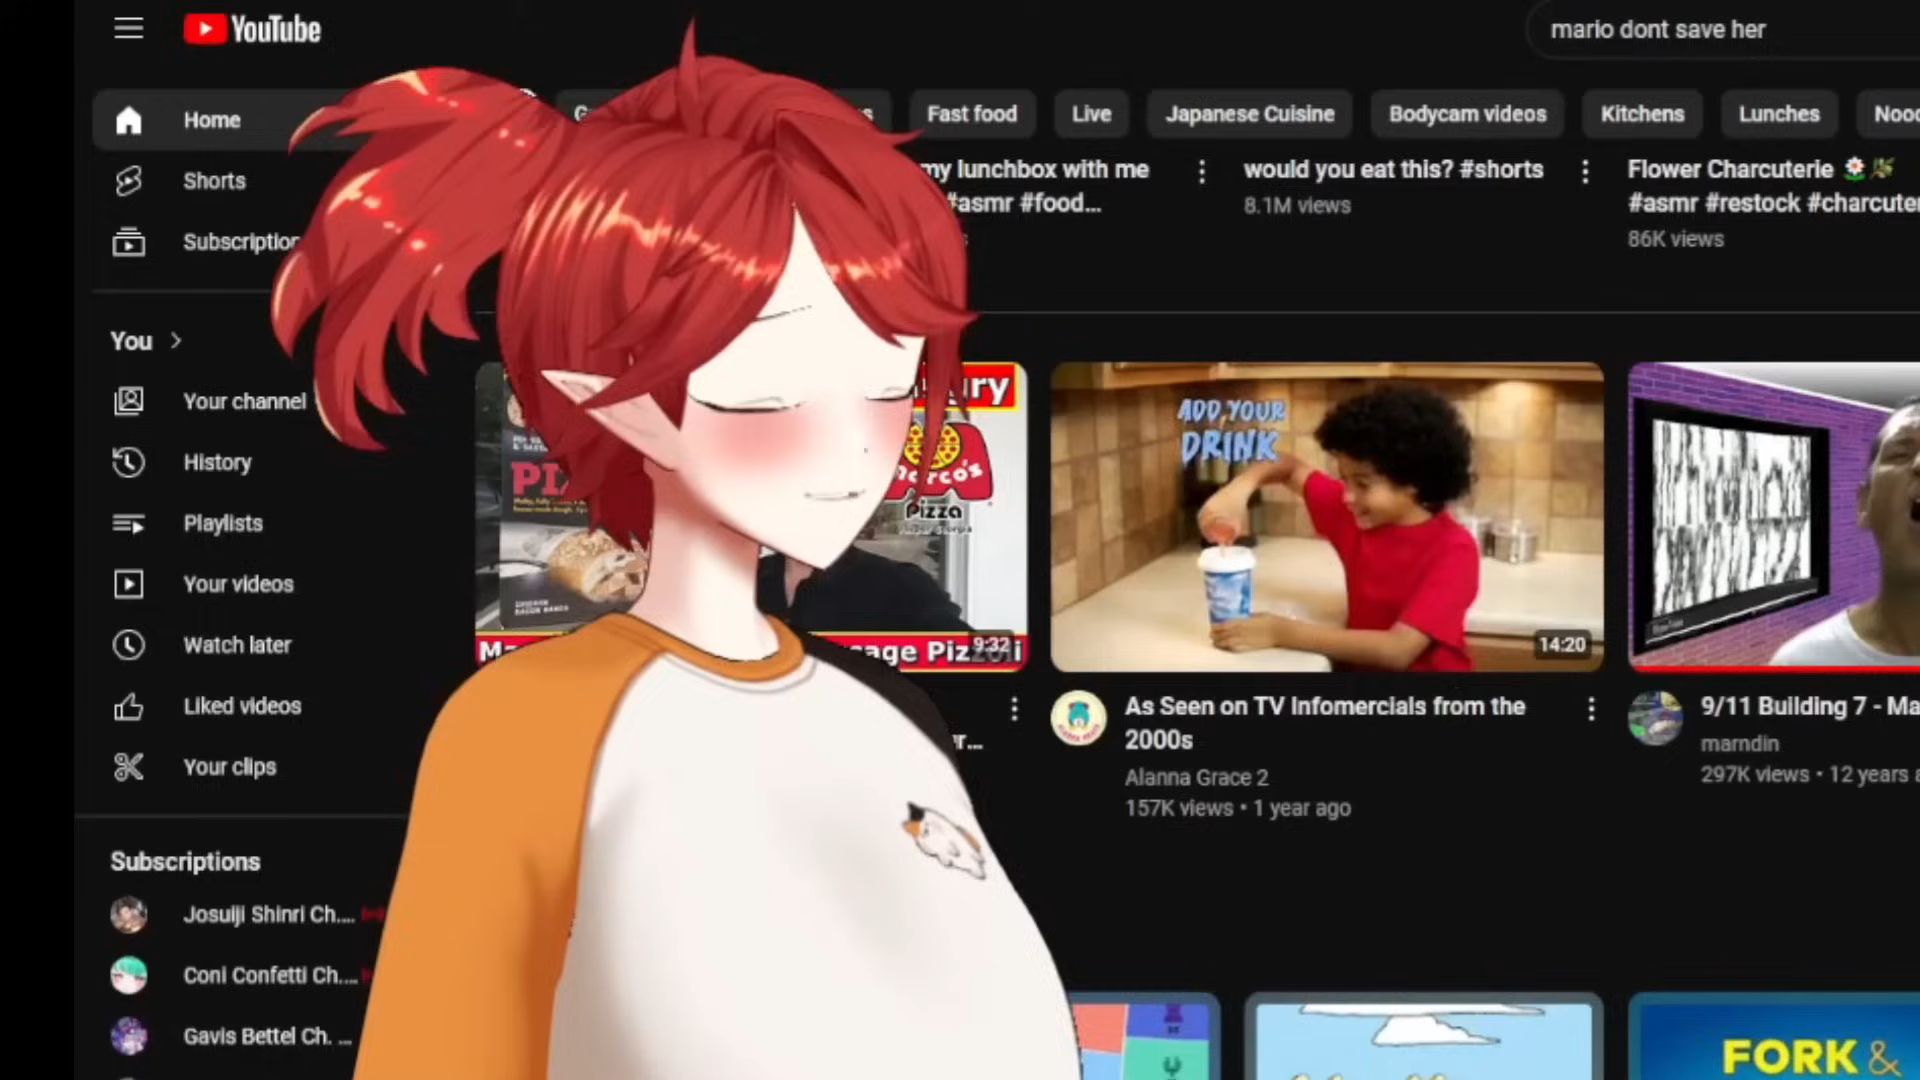 YouTube
mario dont save her
Home
Fast food
Live
Japanese Cuisine
Bodycam videos
Kitchens
Lunches
Shorts
my lunchbox with me
#asmr #food...
would you eat this? #shorts
8.1M views
Flower Charcuterie
#asmr #restock
86K views
You
Your channel
History
Playlists
Your videos
Watch later
Liked videos
Your clips
Pizza
9:32
ADD YOUR
DRINK
14:20
As Seen on TV Infomercials from the
2000s
Alanna Grace 2
157K views • 1 year ago
9/11 Building 7 -
marndin
297K views • 12 years
Subscriptions
Josuiji Shinri Ch....
Coni Confetti Ch....
Gavis Bettel Ch. ...
FORK &